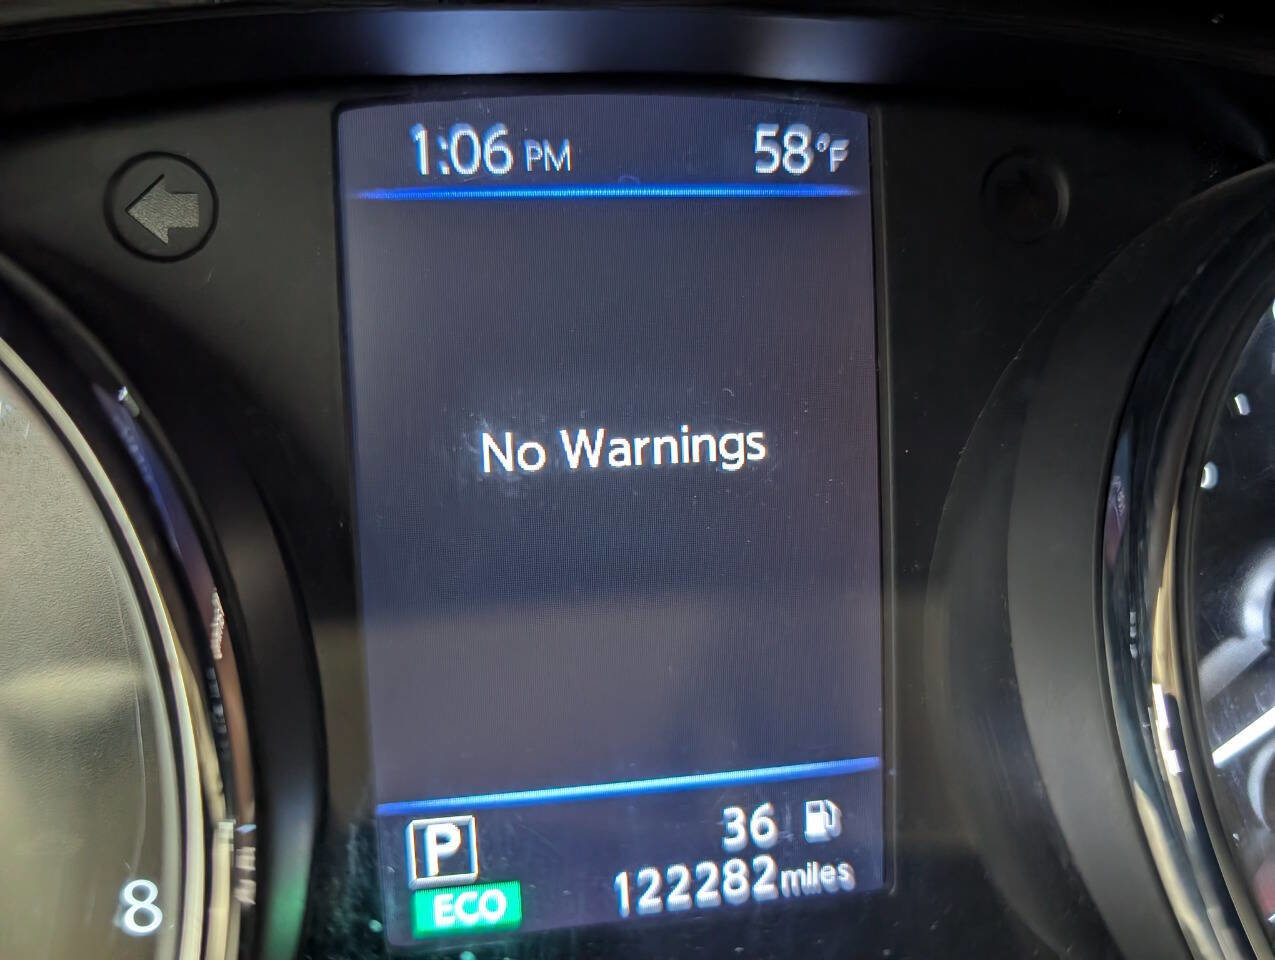 1:06 PM 58°F
No Warnings
P 36
ECO 122282 miles
8